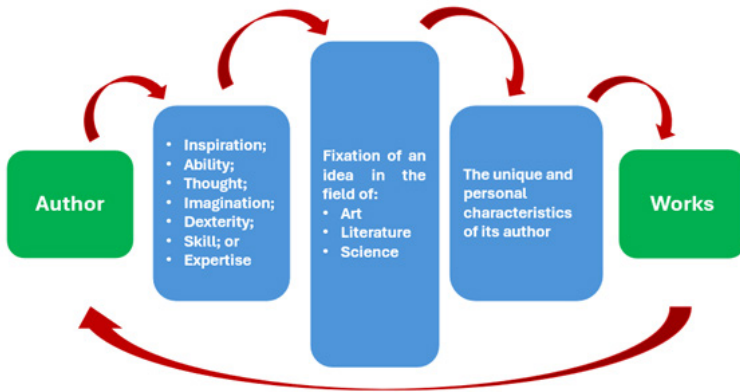 Author
• Inspiration;
• Ability;
• Thought;
• Imagination;
• Dexterity;
• Skill; or
• Expertise
Fixation of an
idea in the
field of:
• Art
• Literature
• Science
The unique and
personal
characteristics
of its author
Works